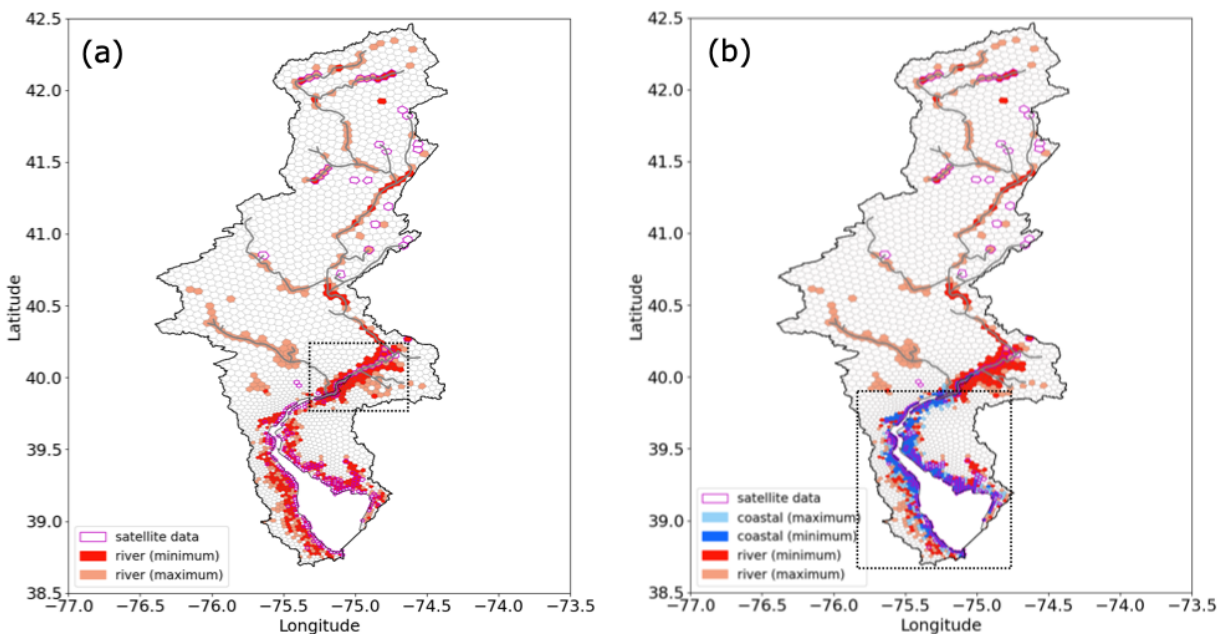 (a)
42.5
42.0
41.5
41.0
40.5
40.0
39.5
39.0
38.5
Latitude
satellite data
river (minimum)
river (maximum)
−77.0 −76.5 −76.0 −75.5 −75.0 −74.5 −74.0 −73.5
Longitude
(b)
42.5
42.0
41.5
41.0
40.5
40.0
39.5
39.0
38.5
Latitude
satellite data
coastal (maximum)
coastal (minimum)
river (minimum)
river (maximum)
−77.0 −76.5 −76.0 −75.5 −75.0 −74.5 −74.0 −73.5
Longitude